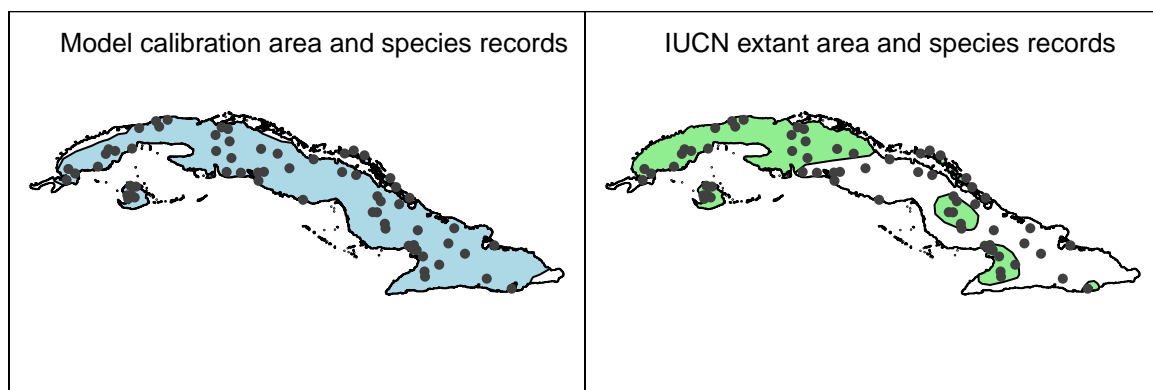 Model calibration area and species records
IUCN extant area and species records